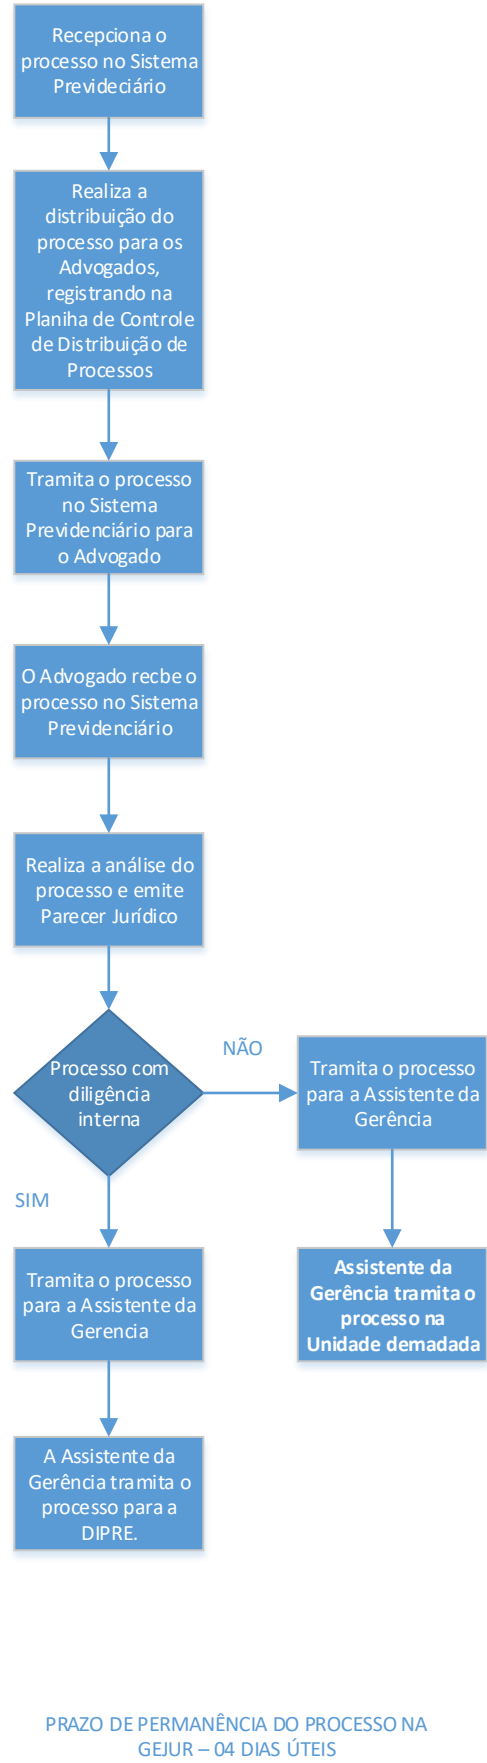 Recepciona o
processo no Sistema
Prevideciário
Realiza a
distribuição do
processo para os
Advogados,
registrando na
Planiha de Controle
de Distribuição de
Processos
Tramita o processo
no Sistema
Previdenciário para
o Advogado
O Advogado recbe o
processo no Sistema
Previdenciário
Realiza a análise do
processo e emite
Parecer Jurídico
Processo com
diligência
interna
NÃO
Tramita o processo
para a Assistente da
Gerência
SIM
Tramita o processo
para a Assistente da
Gerencia
Assistente da
Gerência tramita o
processo na
Unidade demadada
A Assistente da
Gerência tramita o
processo para a
DIPRE.
PRAZO DE PERMANÊNCIA DO PROCESSO NA
GEJUR – 04 DIAS ÚTEIS